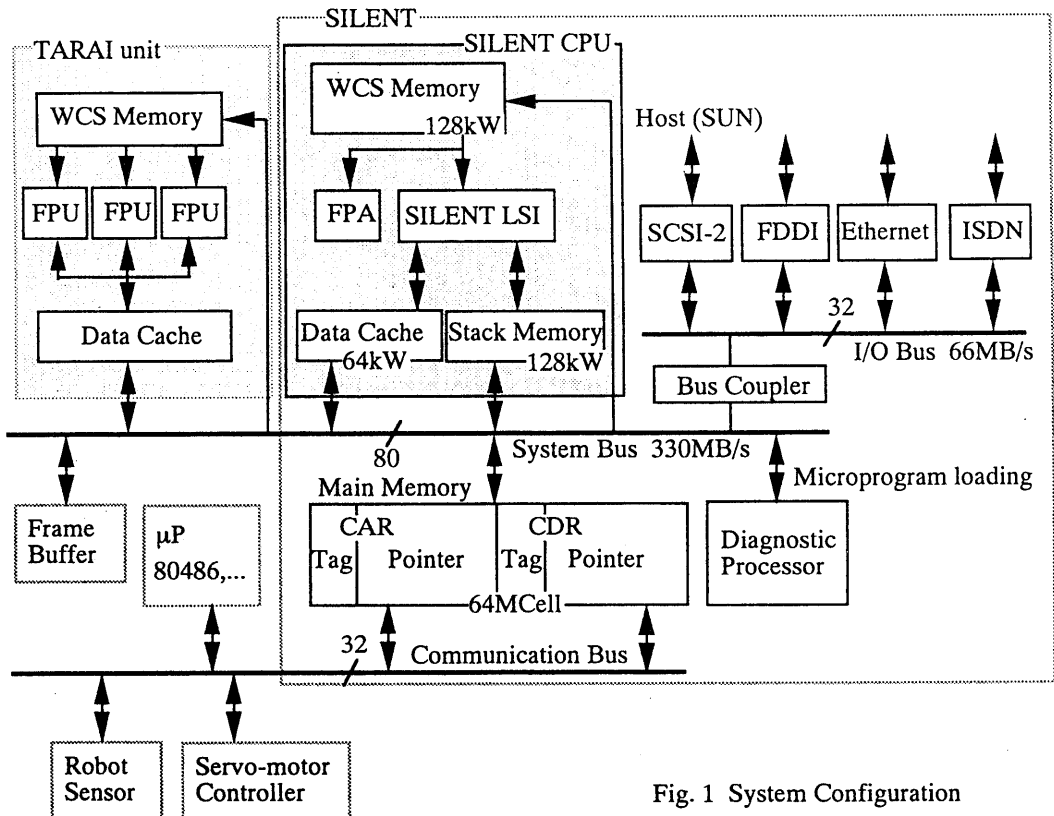 SILENT
TARAI unit
WCS Memory
FPU
FPU
FPU
Data Cache
SILENT CPU
WCS Memory
128kW
FPA
SILENT LSI
Data Cache
64kW
Stack Memory
128kW
Host (SUN)
SCSI-2
FDDI
Ethernet
ISDN
32
I/O Bus 66MB/s
Bus Coupler
80
System Bus 330MB/s
Microprogram loading
Main Memory
CAR
CDR
Tag
Pointer
Tag
Pointer
64MCell
Diagnostic
Processor
Frame
Buffer
μP
80486,...
32
Communication Bus
Robot
Sensor
Servo-motor
Controller
Fig. 1 System Configuration